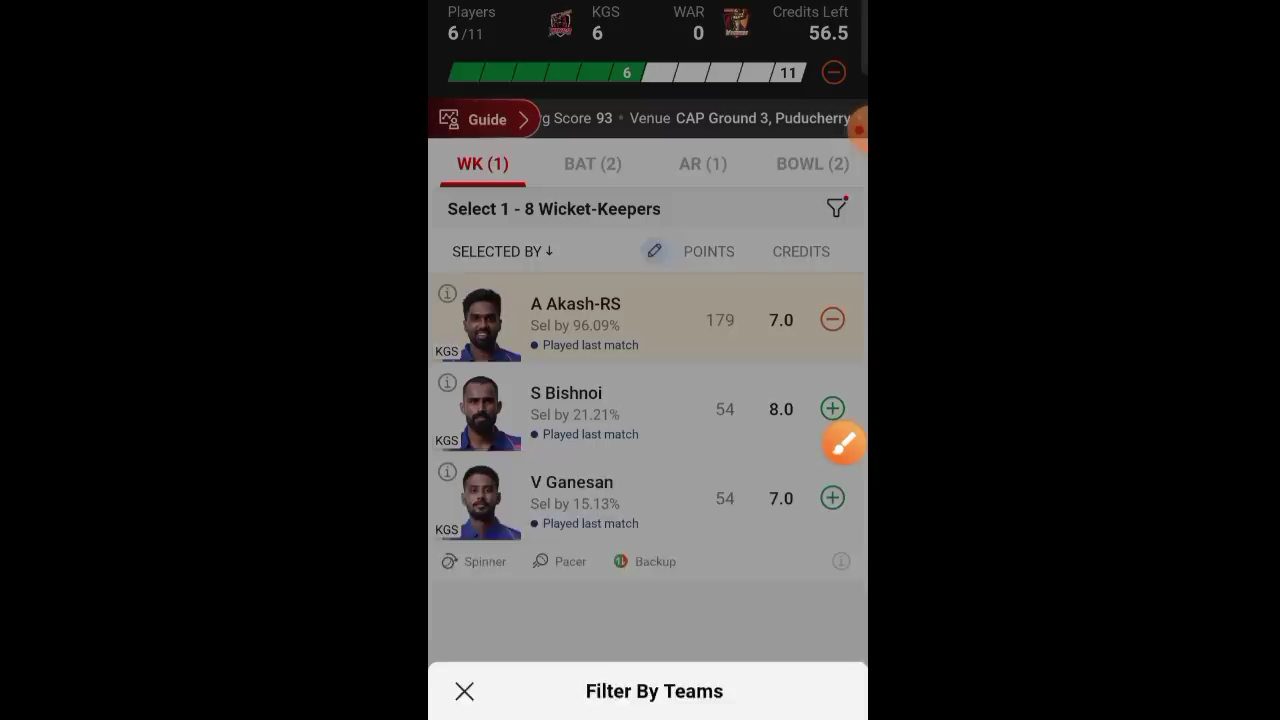 Players KGS WAR Credits Left
6/11 6 0 56.5
6 11
Guide g Score 93 • Venue CAP Ground 3, Puducherry
WK (1) BAT (2) AR (1) BOWL (2)
Select 1 - 8 Wicket-Keepers
SELECTED BY ↓ POINTS CREDITS
A Akash-RS
Sel by 96.09% 179 7.0
KGS • Played last match
S Bishnoi
Sel by 21.21% 54 8.0
KGS • Played last match
V Ganesan
Sel by 15.13% 54 7.0
KGS • Played last match
Spinner Pacer Backup
Filter By Teams